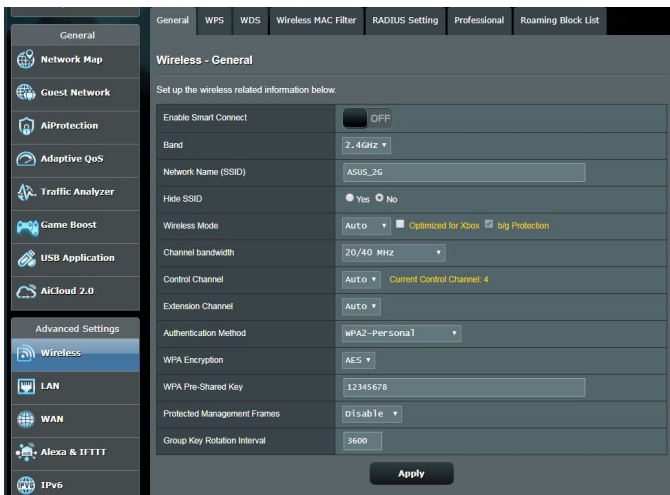 General
Network Map
Guest Network
AiProtection
Adaptive QoS
Traffic Analyzer
Game Boost
USB Application
AiCloud 2.0
Advanced Settings
Wireless
LAN
WAN
Alexa & IFTTT
IPv6
General WPS WDS Wireless MAC Filter RADIUS Setting Professional Roaming Block List
Wireless - General
Set up the wireless related information below.
Enable Smart Connect OFF
Band 2.4GHz
Network Name (SSID) ASUS_2G
Hide SSID Yes No
Wireless Mode Auto Optimized for Xbox b/g Protection
Channel bandwidth 20/40 MHz
Control Channel Auto Current Control Channel: 4
Extension Channel Auto
Authentication Method WPA2-Personal
WPA Encryption AES
WPA Pre-Shared Key 12345678
Protected Management Frames Disable
Group Key Rotation Interval 3600
Apply